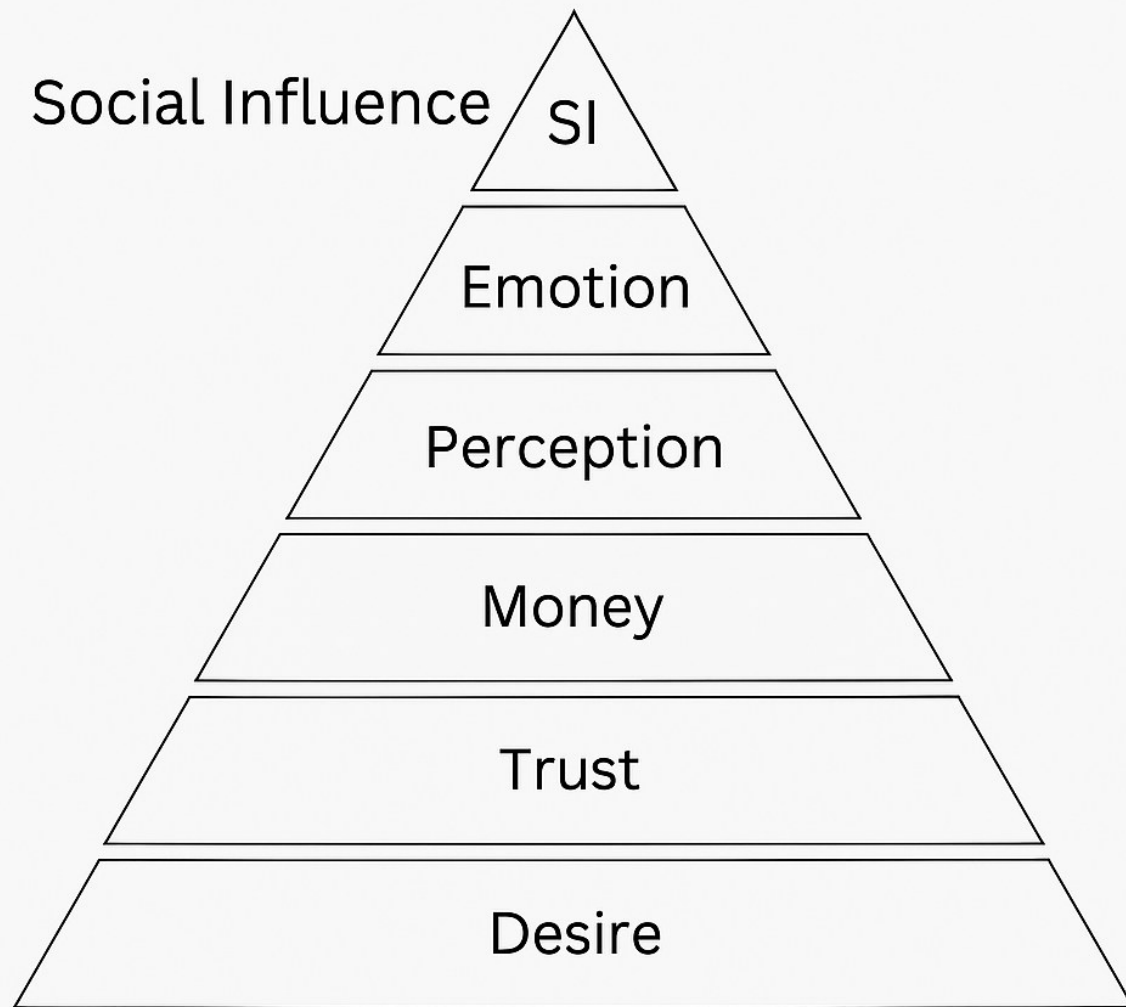 Social Influence
SI
Emotion
Perception
Money
Trust
Desire